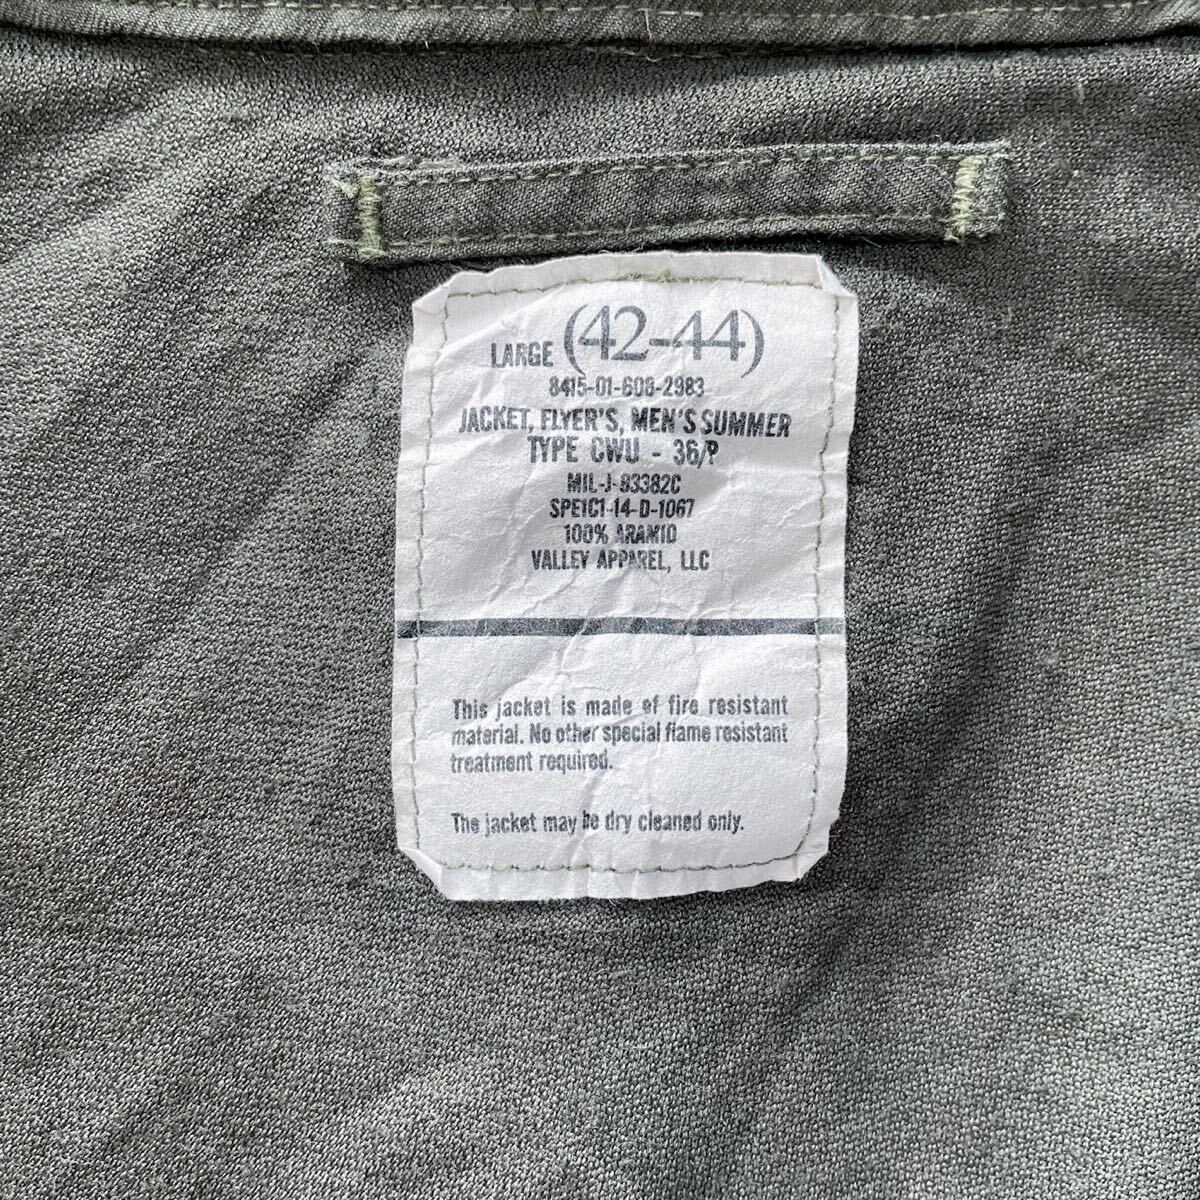 LARGE (42-44)
8415-01-608-2983
JACKET, FLYER'S, MEN'S SUMMER
TYPE CWU - 36/P
MIL-J-83382C
SPE1C1-14-D-1067
100% ARAMID
VALLEY APPAREL, LLC
This jacket is made of fire resistant
material. No other special flame resistant
treatment required.
The jacket may be dry cleaned only.